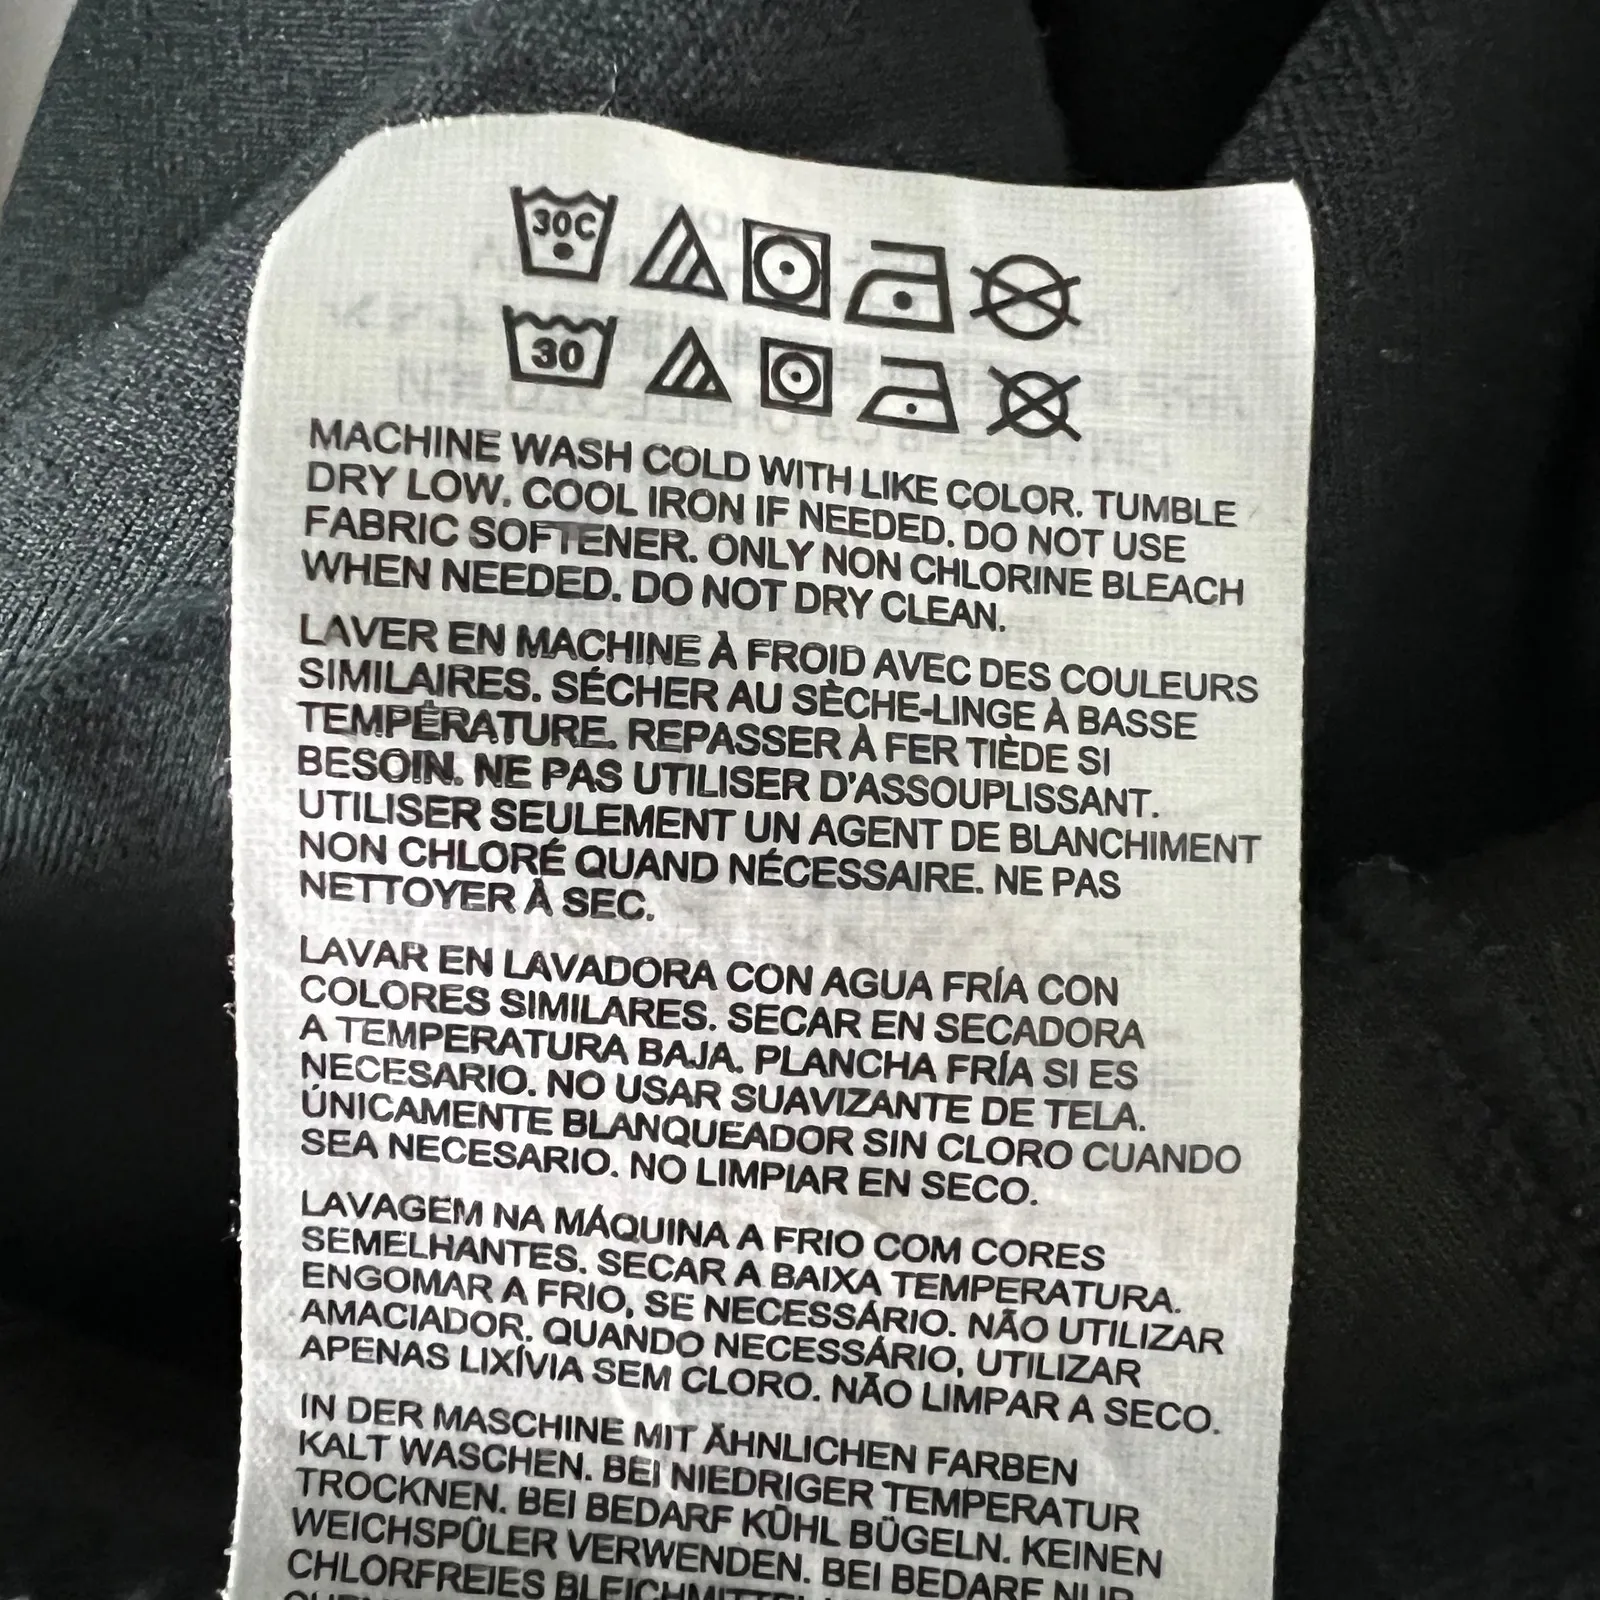 30C
30
MACHINE WASH COLD WITH LIKE COLOR. TUMBLE
DRY LOW. COOL IRON IF NEEDED. DO NOT USE
FABRIC SOFTENER. ONLY NON CHLORINE BLEACH
WHEN NEEDED. DO NOT DRY CLEAN.
LAVER EN MACHINE À FROID AVEC DES COULEURS
SIMILAIRES. SÉCHER AU SÈCHE-LINGE À BASSE
TEMPÉRATURE. REPASSER À FER TIÈDE SI
BESOIN. NE PAS UTILISER D'ASSOUPLISSANT.
UTILISER SEULEMENT UN AGENT DE BLANCHIMENT
NON CHLORÉ QUAND NÉCESSAIRE. NE PAS
NETTOYER À SEC.
LAVAR EN LAVADORA CON AGUA FRÍA CON
COLORES SIMILARES. SECAR EN SECADORA
A TEMPERATURA BAJA. PLANCHA FRÍA SI ES
NECESARIO. NO USAR SUAVIZANTE DE TELA.
ÚNICAMENTE BLANQUEADOR SIN CLORO CUANDO
SEA NECESARIO. NO LIMPIAR EN SECO.
LAVAGEM NA MÁQUINA A FRIO COM CORES
SEMELHANTES. SECAR A BAIXA TEMPERATURA.
ENGOMAR A FRIO, SE NECESSÁRIO. NÃO UTILIZAR
AMACIADOR. QUANDO NECESSÁRIO, UTILIZAR
APENAS LIXÍVIA SEM CLORO. NÃO LIMPAR A SECO.
IN DER MASCHINE MIT ÄHNLICHEN FARBEN
KALT WASCHEN. BEI NIEDRIGER TEMPERATUR
TROCKNEN. BEI BEDARF KÜHL BÜGELN. KEINEN
WEICHSPÜLER VERWENDEN. BEI BEDARF NUR
CHLORFREIES